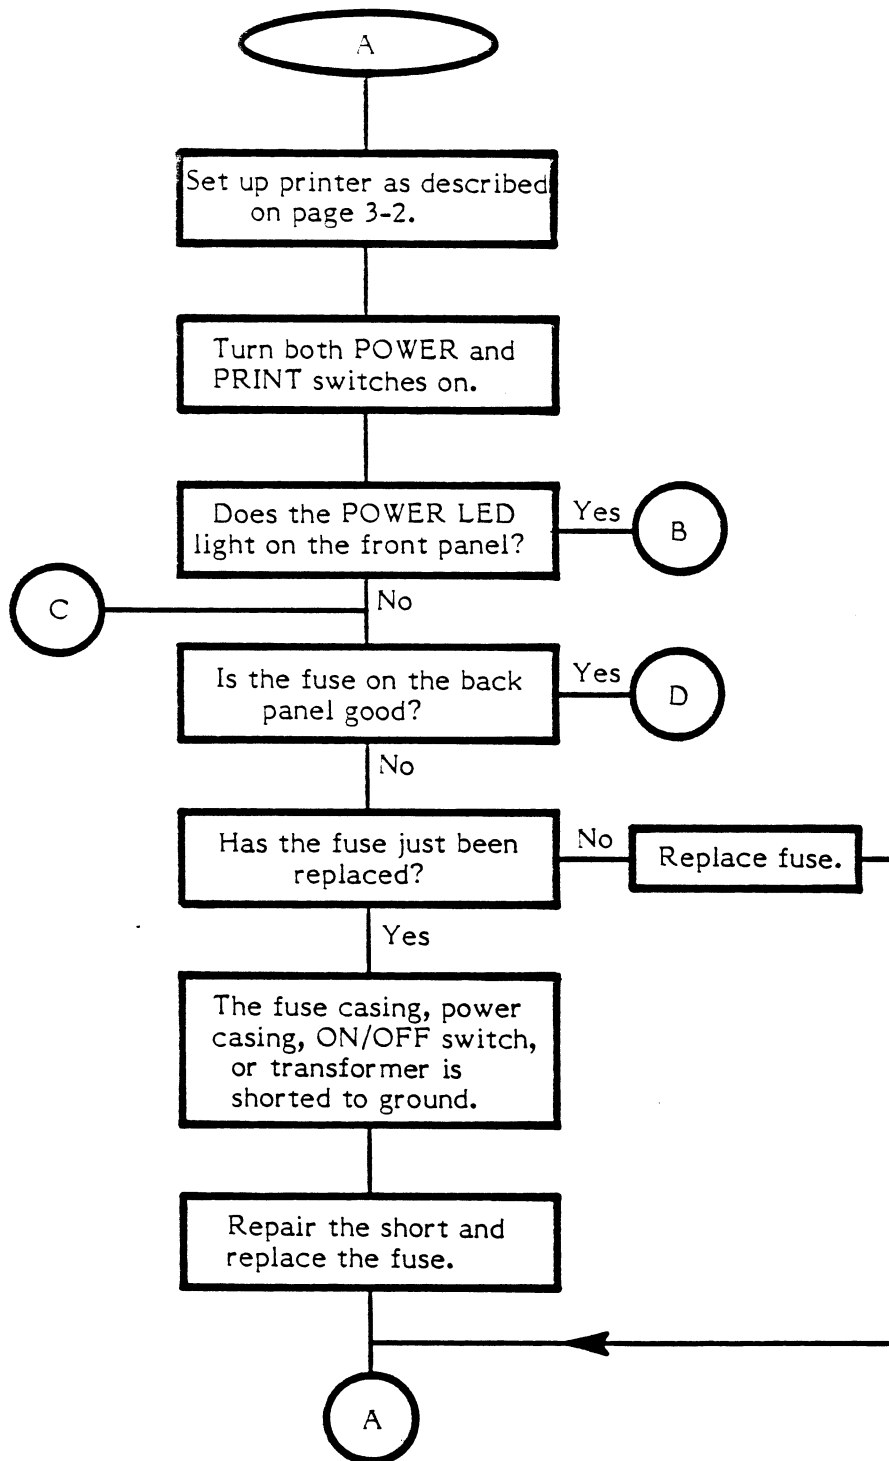 A
Set up printer as described
on page 3-2.
Turn both POWER and
PRINT switches on.
Does the POWER LED
light on the front panel?
Yes
B
C
No
Is the fuse on the back
panel good?
Yes
D
No
Has the fuse just been
replaced?
No
Replace fuse.
Yes
The fuse casing, power
casing, ON/OFF switch,
or transformer is
shorted to ground.
Repair the short and
replace the fuse.
A